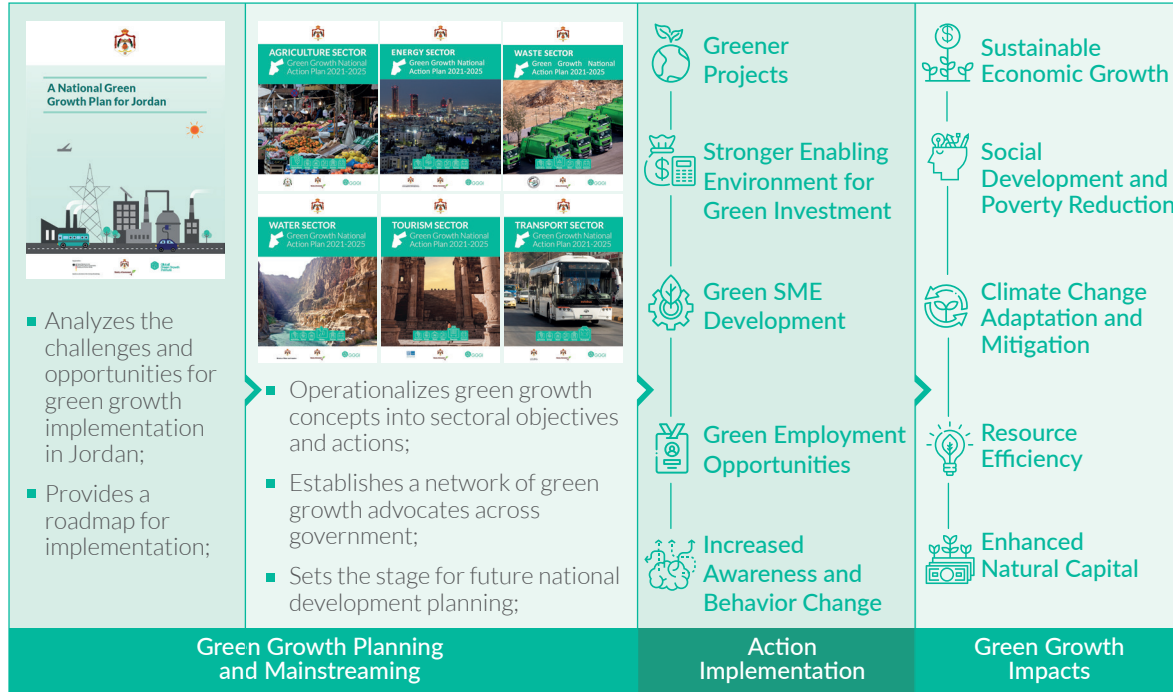 A National Green
Growth Plan for Jordan
Analyzes the
challenges and
opportunities for
green growth
implementation
in Jordan;
Provides a
roadmap for
implementation;
AGRICULTURE SECTOR
Green Growth National
Action Plan 2021-2025
ENERGY SECTOR
Green Growth National
Action Plan 2021-2025
WASTE SECTOR
Green Growth National
Action Plan 2021-2025
WATER SECTOR
Green Growth National
Action Plan 2021-2025
TOURISM SECTOR
Green Growth National
Action Plan 2021-2025
TRANSPORT SECTOR
Green Growth National
Action Plan 2021-2025
Operationalizes green growth
concepts into sectoral objectives
and actions;
Establishes a network of green
growth advocates across
government;
Sets the stage for future national
development planning;
Greener
Projects
Stronger Enabling
Environment for
Green Investment
Green SME
Development
Green Employment
Opportunities
Increased
Awareness and
Behavior Change
Sustainable
Economic Growth
Social
Development and
Poverty Reduction
Climate Change
Adaptation and
Mitigation
Resource
Efficiency
Enhanced
Natural Capital
Green Growth Planning
and Mainstreaming
Action
Implementation
Green Growth
Impacts